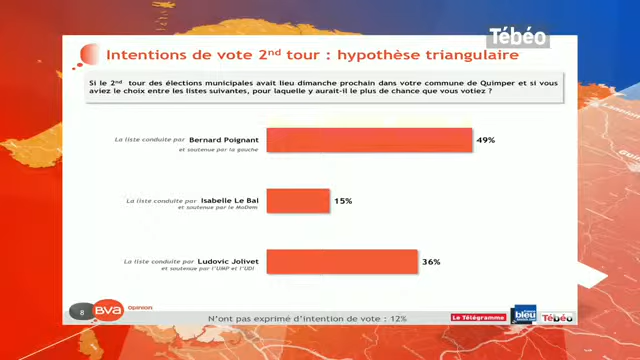 Tébéo
Intentions de vote 2nd tour : hypothèse triangulaire
Si le 2nd tour des élections municipales avait lieu dimanche prochain dans votre commune de Quimper et si vous
aviez le choix entre les listes suivantes, pour laquelle y aurait-il le plus de chance que vous votiez ?
La liste conduite par Bernard Poignant
et soutenue par la gauche
49%
La liste conduite par Isabelle Le Bal
et soutenue par le MoDem
15%
La liste conduite par Ludovic Jolivet
et soutenue par l'UMP et l'UDI
36%
8
BVA
Opinion
N'ont pas exprimé d'intention de vote : 12%
Le Télégramme
bleu
Tébéo